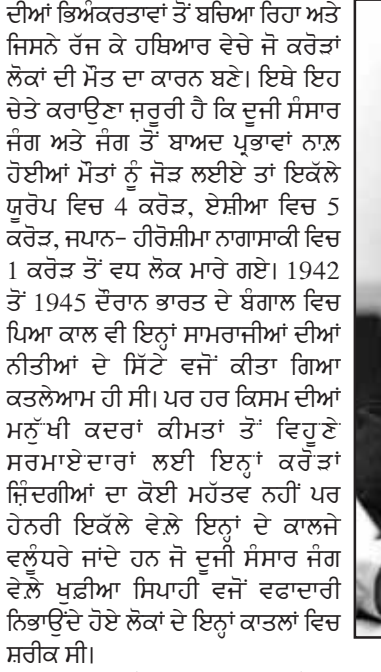 ਦੀਆਂ ਭਿਅੰਕਰਤਾਵਾਂ ਤੋਂ ਬਚਿਆ ਰਿਹਾ ਅਤੇ
ਜਿਸਨੇ ਰੱਜ ਕੇ ਹਥਿਆਰ ਵੇਚੇ ਜੋ ਕਰੋੜਾਂ
ਲੋਕਾਂ ਦੀ ਮੌਤ ਦਾ ਕਾਰਨ ਬਣੇ। ਇਥੇ ਇਹ
ਚੇਤੇ ਕਰਾਉਣਾ ਜ਼ਰੂਰੀ ਹੈ ਕਿ ਦੂਜੀ ਸੰਸਾਰ
ਜੰਗ ਅਤੇ ਜੰਗ ਤੋਂ ਬਾਅਦ ਪ੍ਰਭਾਵਾਂ ਨਾਲ਼
ਹੋਈਆਂ ਮੌਤਾਂ ਨੂੰ ਜੋੜ ਲਈਏ ਤਾਂ ਇਕੱਲੇ
ਯੂਰੋਪ ਵਿਚ 4 ਕਰੋੜ, ਏਸ਼ੀਆ ਵਿਚ 5
ਕਰੋੜ, ਜਪਾਨ– ਹੀਰੋਸ਼ੀਮਾ ਨਾਗਾਸਾਕੀ ਵਿਚ
1 ਕਰੋੜ ਤੋਂ ਵਧ ਲੋਕ ਮਾਰੇ ਗਏ। 1942
ਤੋਂ 1945 ਦੌਰਾਨ ਭਾਰਤ ਦੇ ਬੰਗਾਲ ਵਿਚ
ਪਿਆ ਕਾਲ ਵੀ ਇਨ੍ਹਾਂ ਸਾਮਰਾਜੀਆਂ ਦੀਆਂ
ਨੀਤੀਆਂ ਦੇ ਸਿੱਟੇ ਵਜੋਂ ਕੀਤਾ ਗਿਆ
ਕਤਲੇਆਮ ਹੀ ਸੀ। ਪਰ ਹਰ ਕਿਸਮ ਦੀਆਂ
ਮਨੁੱਖੀ ਕਦਰਾਂ ਕੀਮਤਾਂ ਤੋਂ ਵਿਹੂਣੇ
ਸਰਮਾਏਦਾਰਾਂ ਲਈ ਇਨ੍ਹਾਂ ਕਰੋੜਾਂ
ਜ਼ਿੰਦਗੀਆਂ ਦਾ ਕੋਈ ਮਹੱਤਵ ਨਹੀਂ ਪਰ
ਹੇਨਰੀ ਇਕੱਲੇ ਵੇਲ਼ੇ ਇਨ੍ਹਾਂ ਦੇ ਕਾਲਜੇ
ਵਲੂੰਧਰੇ ਜਾਂਦੇ ਹਨ ਜੋ ਦੂਜੀ ਸੰਸਾਰ ਜੰਗ
ਵੇਲ਼ੇ ਖੁਫ਼ੀਆ ਸਿਪਾਹੀ ਵਜੋਂ ਵਫਾਦਾਰੀ
ਨਿਭਾਉਂਦੇ ਹੋਏ ਲੋਕਾਂ ਦੇ ਇਨ੍ਹਾਂ ਕਾਤਲਾਂ ਵਿਚ
ਸ਼ਰੀਕ ਸੀ।